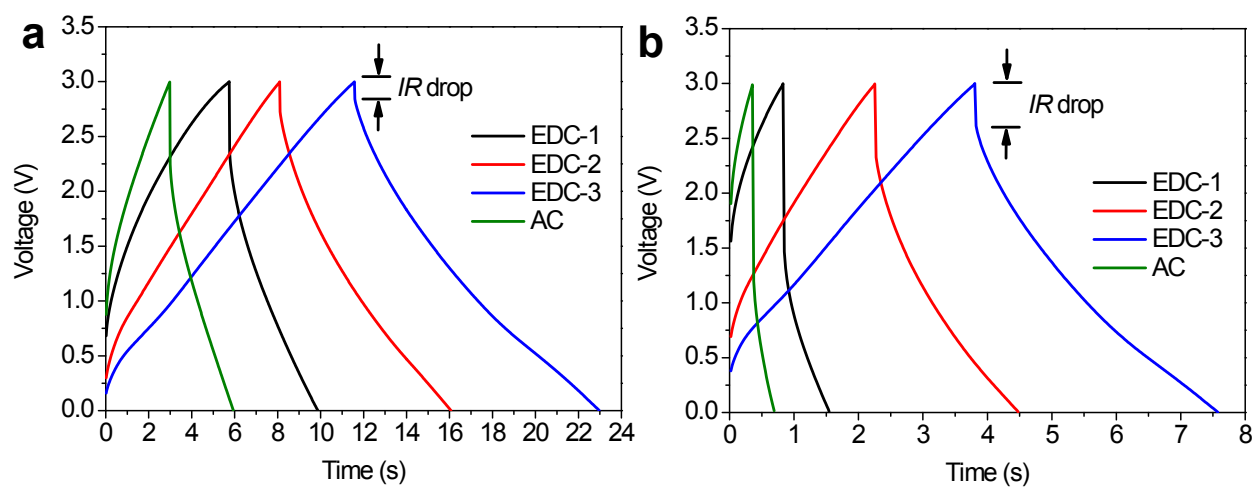 a
3.5
3.0
2.5
2.0
1.5
1.0
0.5
0.0
Voltage (V)
IR drop
EDC-1
EDC-2
EDC-3
AC
0 2 4 6 8 10 12 14 16 18 20 22 24
Time (s)
b
3.5
3.0
2.5
2.0
1.5
1.0
0.5
0.0
Voltage (V)
IR drop
EDC-1
EDC-2
EDC-3
AC
0 1 2 3 4 5 6 7 8
Time (s)